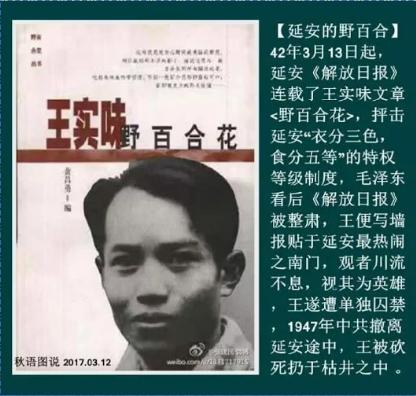 王实味
野百合花
黄昌勇 编
秋语图说 2017.03.12
【延安的野百合】
42年3月13日起，
延安《解放日报》
连载了王实味文章
<野百合花>，抨击
延安“衣分三色，
食分五等”的特权
等级制度，毛泽东
看后《解放日报》
被整肃，王便写墙
报贴于延安最热闹
之南门，观者川流
不息，视其为英雄
，王遂遭单独囚禁
，1947年中共撤离
延安途中，王被砍
死扔于枯井之中。